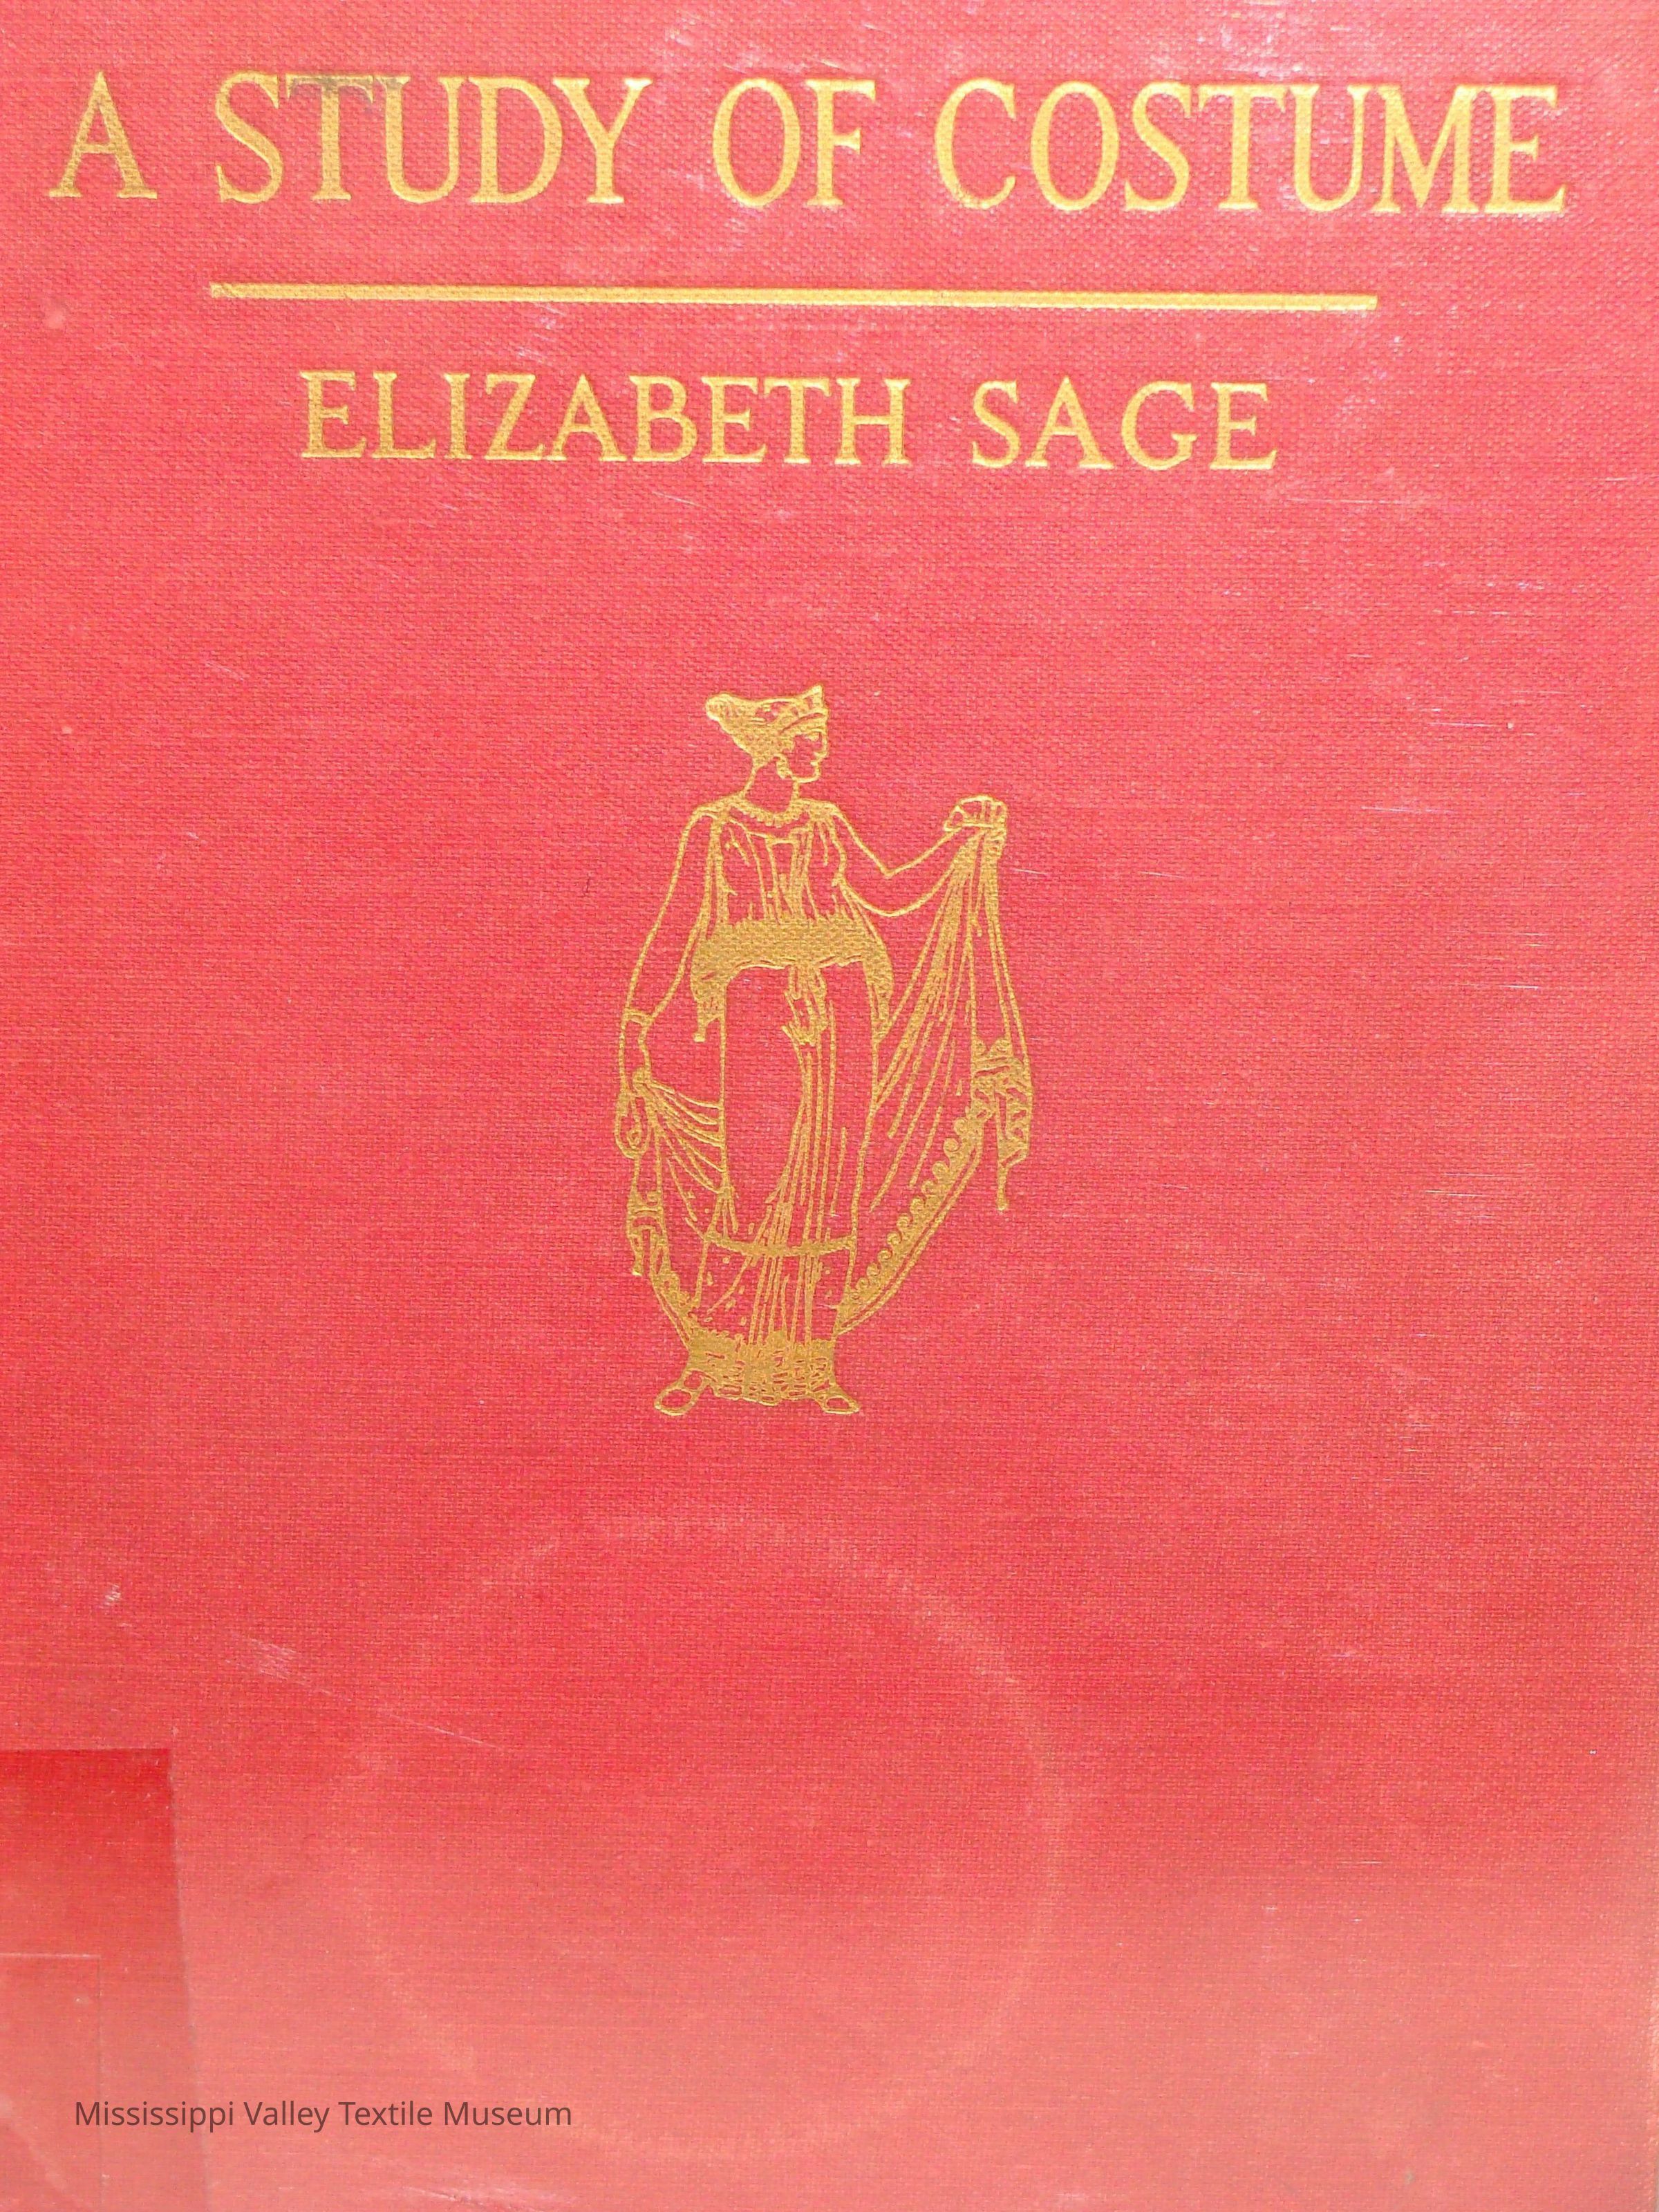 A STUDY OF COSTUME
ELIZABETH SAGE
Mississippi Valley Textile Museum